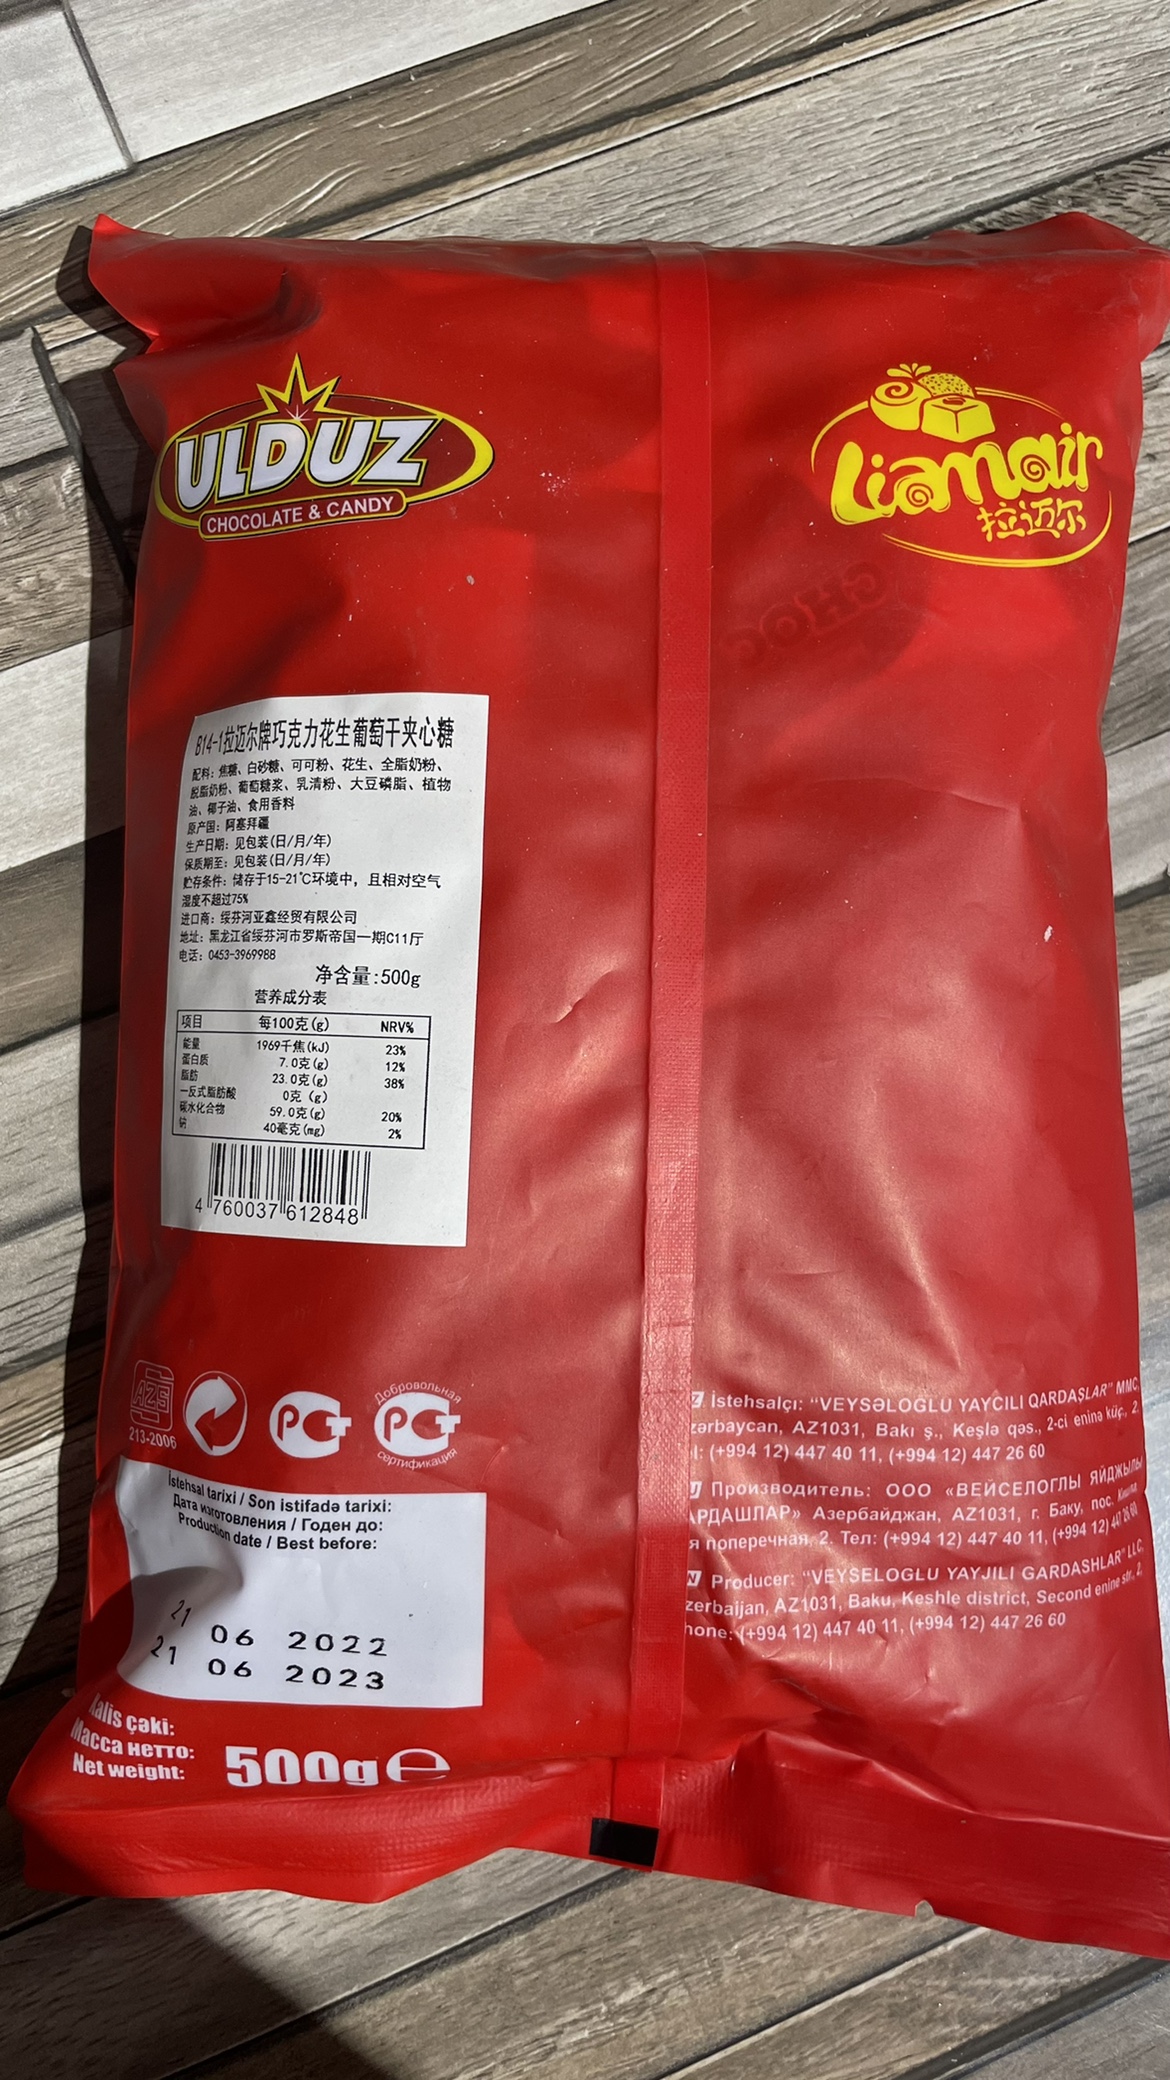 ULDUZ
CHOCOLATE & CANDY
Liamair
拉迈尔
B14-1拉迈尔牌巧克力花生葡萄干夹心糖
配料：焦糖、白砂糖、可可粉、花生、全脂奶粉、
脱脂奶粉、葡萄糖浆、乳清粉、大豆磷脂、植物
油、椰子油、食用香料
原产国：阿塞拜疆
生产日期：见包装(日/月/年)
保质期至：见包装(日/月/年)
贮存条件：储存于15-21℃环境中，且相对空气
湿度不超过75%
进口商：绥芬河亚鑫经贸有限公司
地址：黑龙江省绥芬河市罗斯帝国一期C11厅
电话：0453-3969988
净含量:500g
营养成分表
项目 每100克(g) NRV%
能量 1969千焦(kJ) 23%
蛋白质 7.0克(g) 12%
脂肪 23.0克(g) 38%
—反式脂肪酸 0克(g)
碳水化合物 59.0克(g) 20%
钠 40毫克(mg) 2%
4 760037 612848
AZS
213-2006
РСТ
Добровольная
РСТ
сертификация
İstehsal tarixi / Son istifadə tarixi:
Дата изготовления / Годен до:
Production date / Best before:
21 06 2022
21 06 2023
Xalis çəki:
Масса нетто:
Net weight:
500g e
Z İstehsalçı: “VEYSƏLOGLU YAYCILI QARDAŞLAR” MMC,
zərbaycan, AZ1031, Bakı ş., Keşlə qəs., 2-ci eninə küç., 2.
l: (+994 12) 447 40 11, (+994 12) 447 26 60
Производитель: ООО «ВЕЙСЕЛОГЛЫ ЯЙДЖЫЛЫ
АРДАШЛАР» Азербайджан, AZ1031, г. Баку, пос. Кишлы
я поперечная, 2. Тел: (+994 12) 447 40 11, (+994 12) 447 26 60
Producer: “VEYSELOGLU YAYJILI GARDASHLAR” LLC,
zerbaijan, AZ1031, Baku, Keshle district, Second enine str., 2,
hone: (+994 12) 447 40 11, (+994 12) 447 26 60